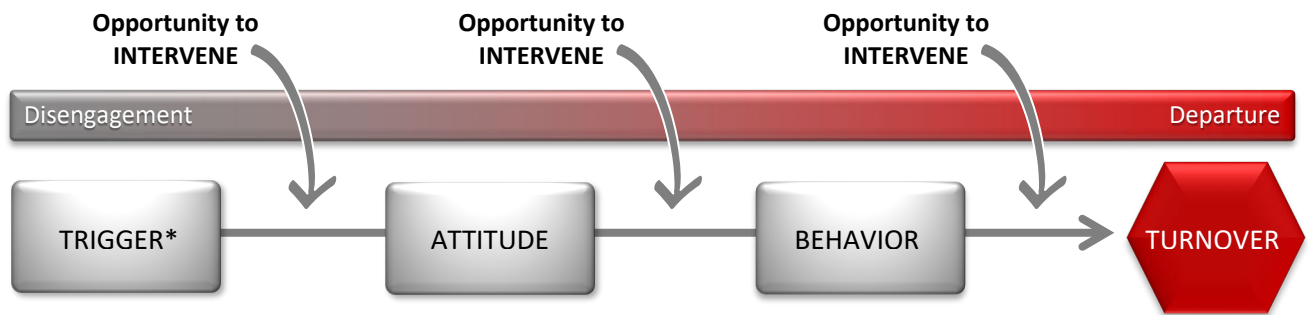 Opportunity to
INTERVENE
Opportunity to
INTERVENE
Opportunity to
INTERVENE
Disengagement
Departure
TRIGGER*
ATTITUDE
BEHAVIOR
TURNOVER